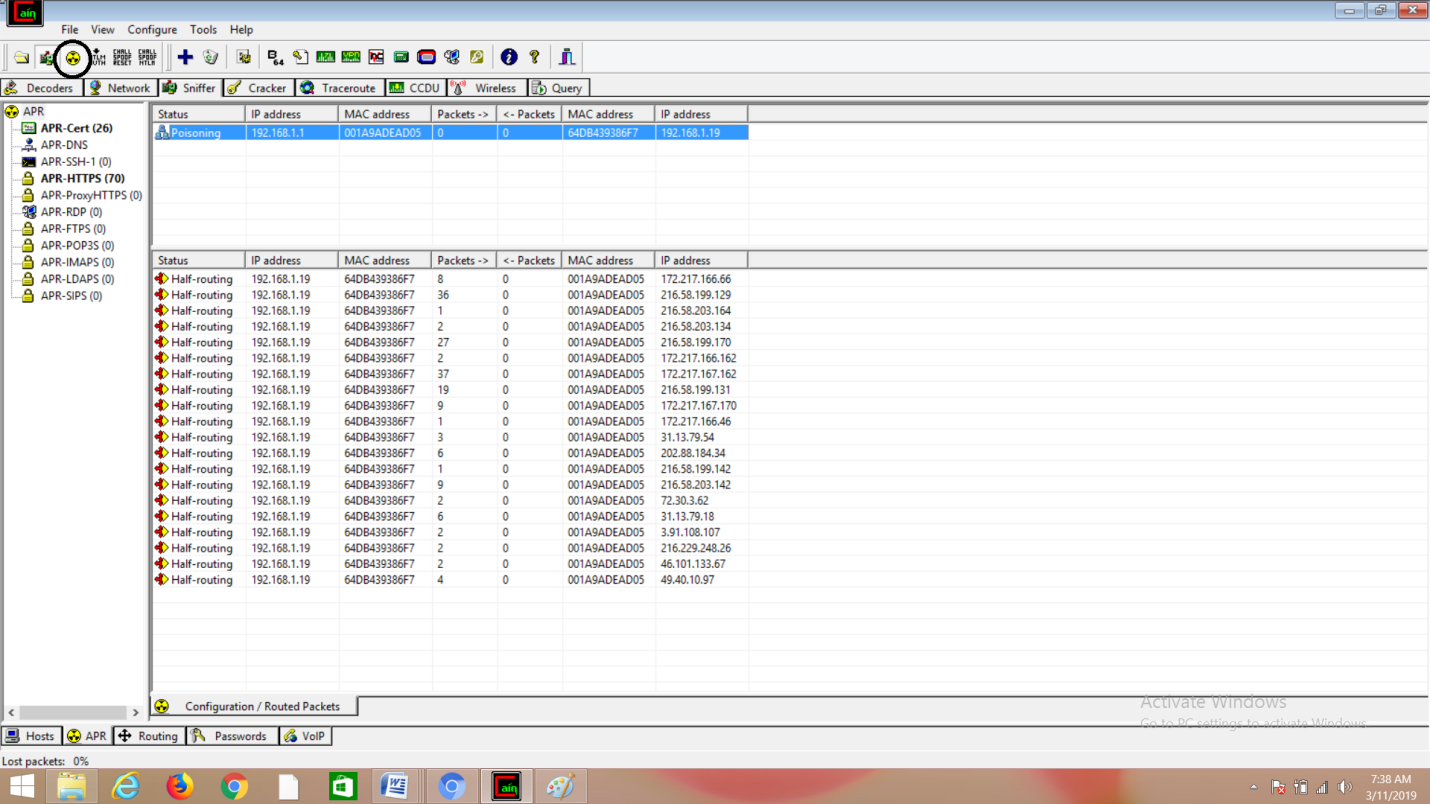 Cain
File View Configure Tools Help
CHALL SPOOF RESET CHALL SPOOF NTLM B 64
Decoders Network Sniffer Cracker Traceroute CCDU Wireless Query
APR
APR-Cert (26)
APR-DNS
APR-SSH-1 (0)
APR-HTTPS (70)
APR-ProxyHTTPS (0)
APR-RDP (0)
APR-FTPS (0)
APR-POP3S (0)
APR-IMAPS (0)
APR-LDAPS (0)
APR-SIPS (0)
Status IP address MAC address Packets -> <- Packets MAC address IP address
Poisoning 192.168.1.1 001A9ADEAD05 0 0 64DB439386F7 192.168.1.19
Status IP address MAC address Packets -> <- Packets MAC address IP address
Half-routing 192.168.1.19 64DB439386F7 8 0 001A9ADEAD05 172.217.166.66
Half-routing 192.168.1.19 64DB439386F7 36 0 001A9ADEAD05 216.58.199.129
Half-routing 192.168.1.19 64DB439386F7 1 0 001A9ADEAD05 216.58.203.164
Half-routing 192.168.1.19 64DB439386F7 2 0 001A9ADEAD05 216.58.203.134
Half-routing 192.168.1.19 64DB439386F7 27 0 001A9ADEAD05 216.58.199.170
Half-routing 192.168.1.19 64DB439386F7 2 0 001A9ADEAD05 172.217.166.162
Half-routing 192.168.1.19 64DB439386F7 37 0 001A9ADEAD05 172.217.167.162
Half-routing 192.168.1.19 64DB439386F7 19 0 001A9ADEAD05 216.58.199.131
Half-routing 192.168.1.19 64DB439386F7 9 0 001A9ADEAD05 172.217.167.170
Half-routing 192.168.1.19 64DB439386F7 1 0 001A9ADEAD05 172.217.166.46
Half-routing 192.168.1.19 64DB439386F7 3 0 001A9ADEAD05 31.13.79.54
Half-routing 192.168.1.19 64DB439386F7 6 0 001A9ADEAD05 202.88.184.34
Half-routing 192.168.1.19 64DB439386F7 1 0 001A9ADEAD05 216.58.199.142
Half-routing 192.168.1.19 64DB439386F7 9 0 001A9ADEAD05 216.58.203.142
Half-routing 192.168.1.19 64DB439386F7 2 0 001A9ADEAD05 72.30.3.62
Half-routing 192.168.1.19 64DB439386F7 6 0 001A9ADEAD05 31.13.79.18
Half-routing 192.168.1.19 64DB439386F7 2 0 001A9ADEAD05 3.91.108.107
Half-routing 192.168.1.19 64DB439386F7 2 0 001A9ADEAD05 216.229.248.26
Half-routing 192.168.1.19 64DB439386F7 2 0 001A9ADEAD05 46.101.133.67
Half-routing 192.168.1.19 64DB439386F7 4 0 001A9ADEAD05 49.40.10.97
Activate Windows
Go to PC settings to activate Windows.
Configuration / Routed Packets
Hosts APR Routing Passwords VoIP
Lost packets: 0%
Cain
7:38 AM
3/11/2019